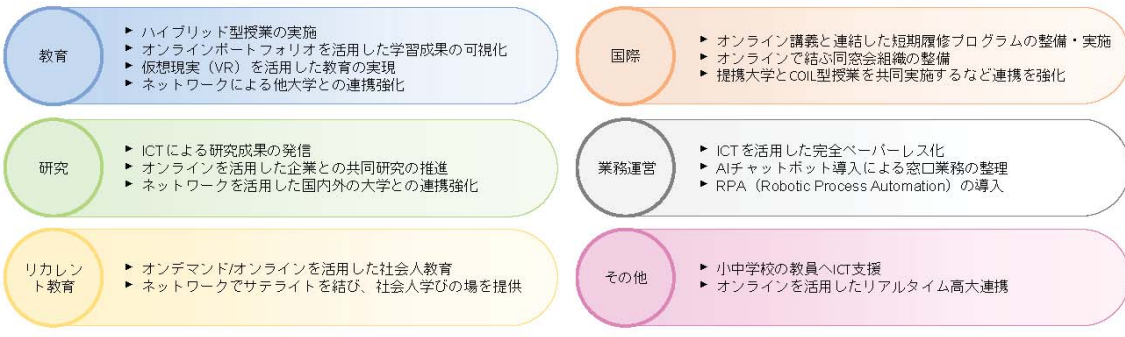 教育
► ハイブリッド型授業の実施
► オンラインポートフォリオを活用した学習成果の可視化
► 仮想現実（VR）を活用した教育の実現
► ネットワークによる他大学との連携強化
国際
► オンライン講義と連結した短期履修プログラムの整備・実施
► オンラインで結ぶ同窓会組織の整備
► 提携大学とCOIL型授業を共同実施するなど連携を強化
研究
► ICTによる研究成果の発信
► オンラインを活用した企業との共同研究の推進
► ネットワークを活用した国内外の大学との連携強化
業務運営
► ICTを活用した完全ペーパーレス化
► AIチャットボット導入による窓口業務の整理
► RPA（Robotic Process Automation）の導入
リカレン
ト教育
► オンデマンド/オンラインを活用した社会人教育
► ネットワークでサテライトを結び、社会人学びの場を提供
その他
► 小中学校の教員へICT支援
► オンラインを活用したリアルタイム高大連携